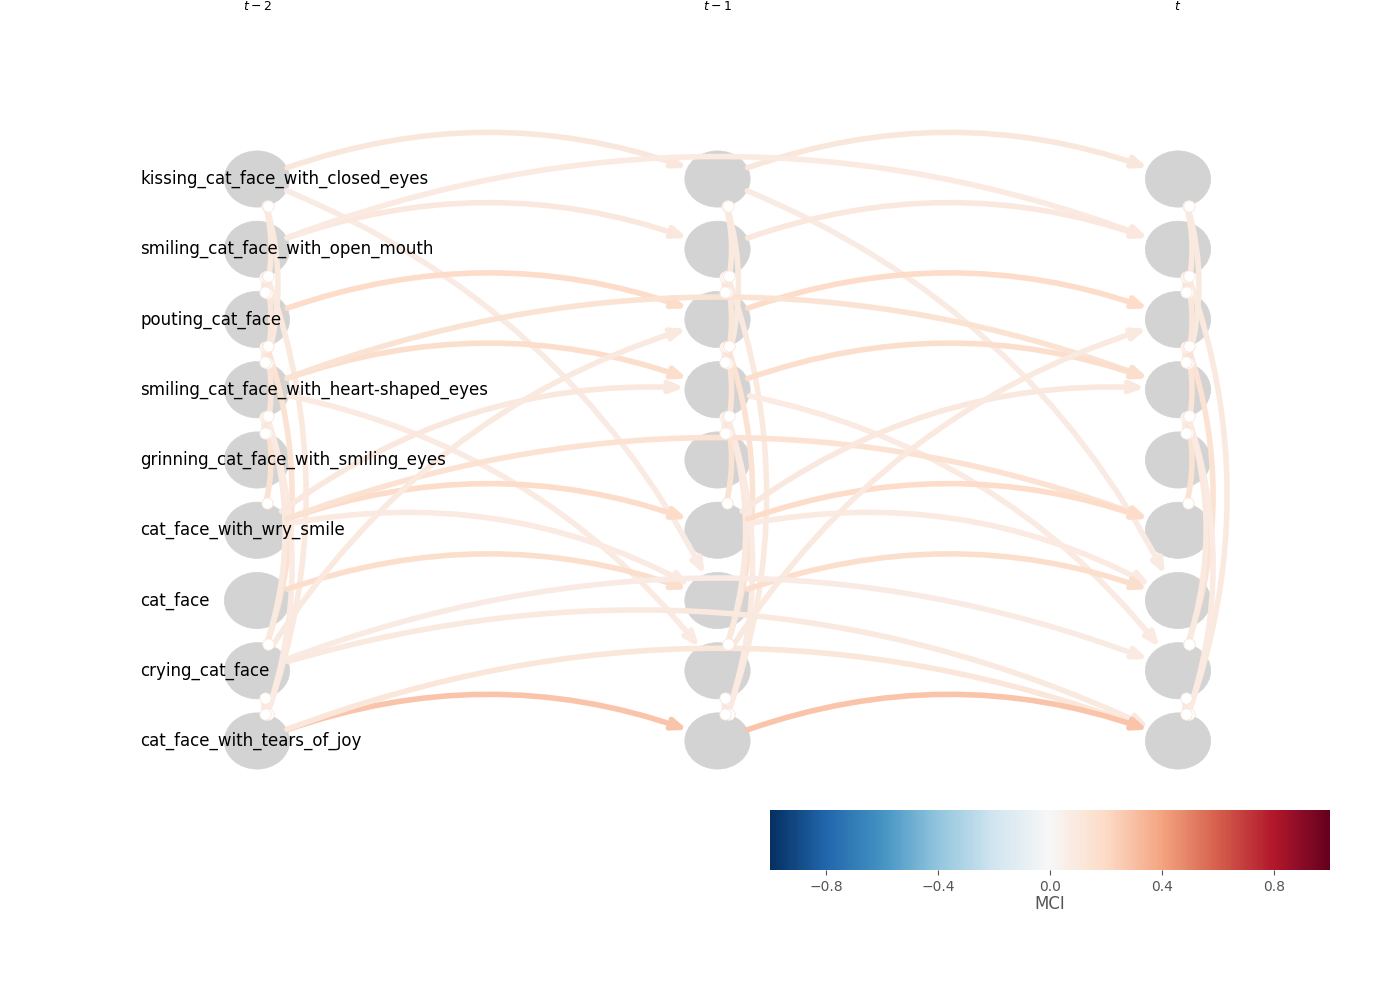 t − 2 t − 1 t
kissing_cat_face_with_closed_eyes
smiling_cat_face_with_open_mouth
pouting_cat_face
smiling_cat_face_with_heart-shaped_eyes
grinning_cat_face_with_smiling_eyes
cat_face_with_wry_smile
cat_face
crying_cat_face
cat_face_with_tears_of_joy
−0.8 −0.4 0.0 0.4 0.8
MCI